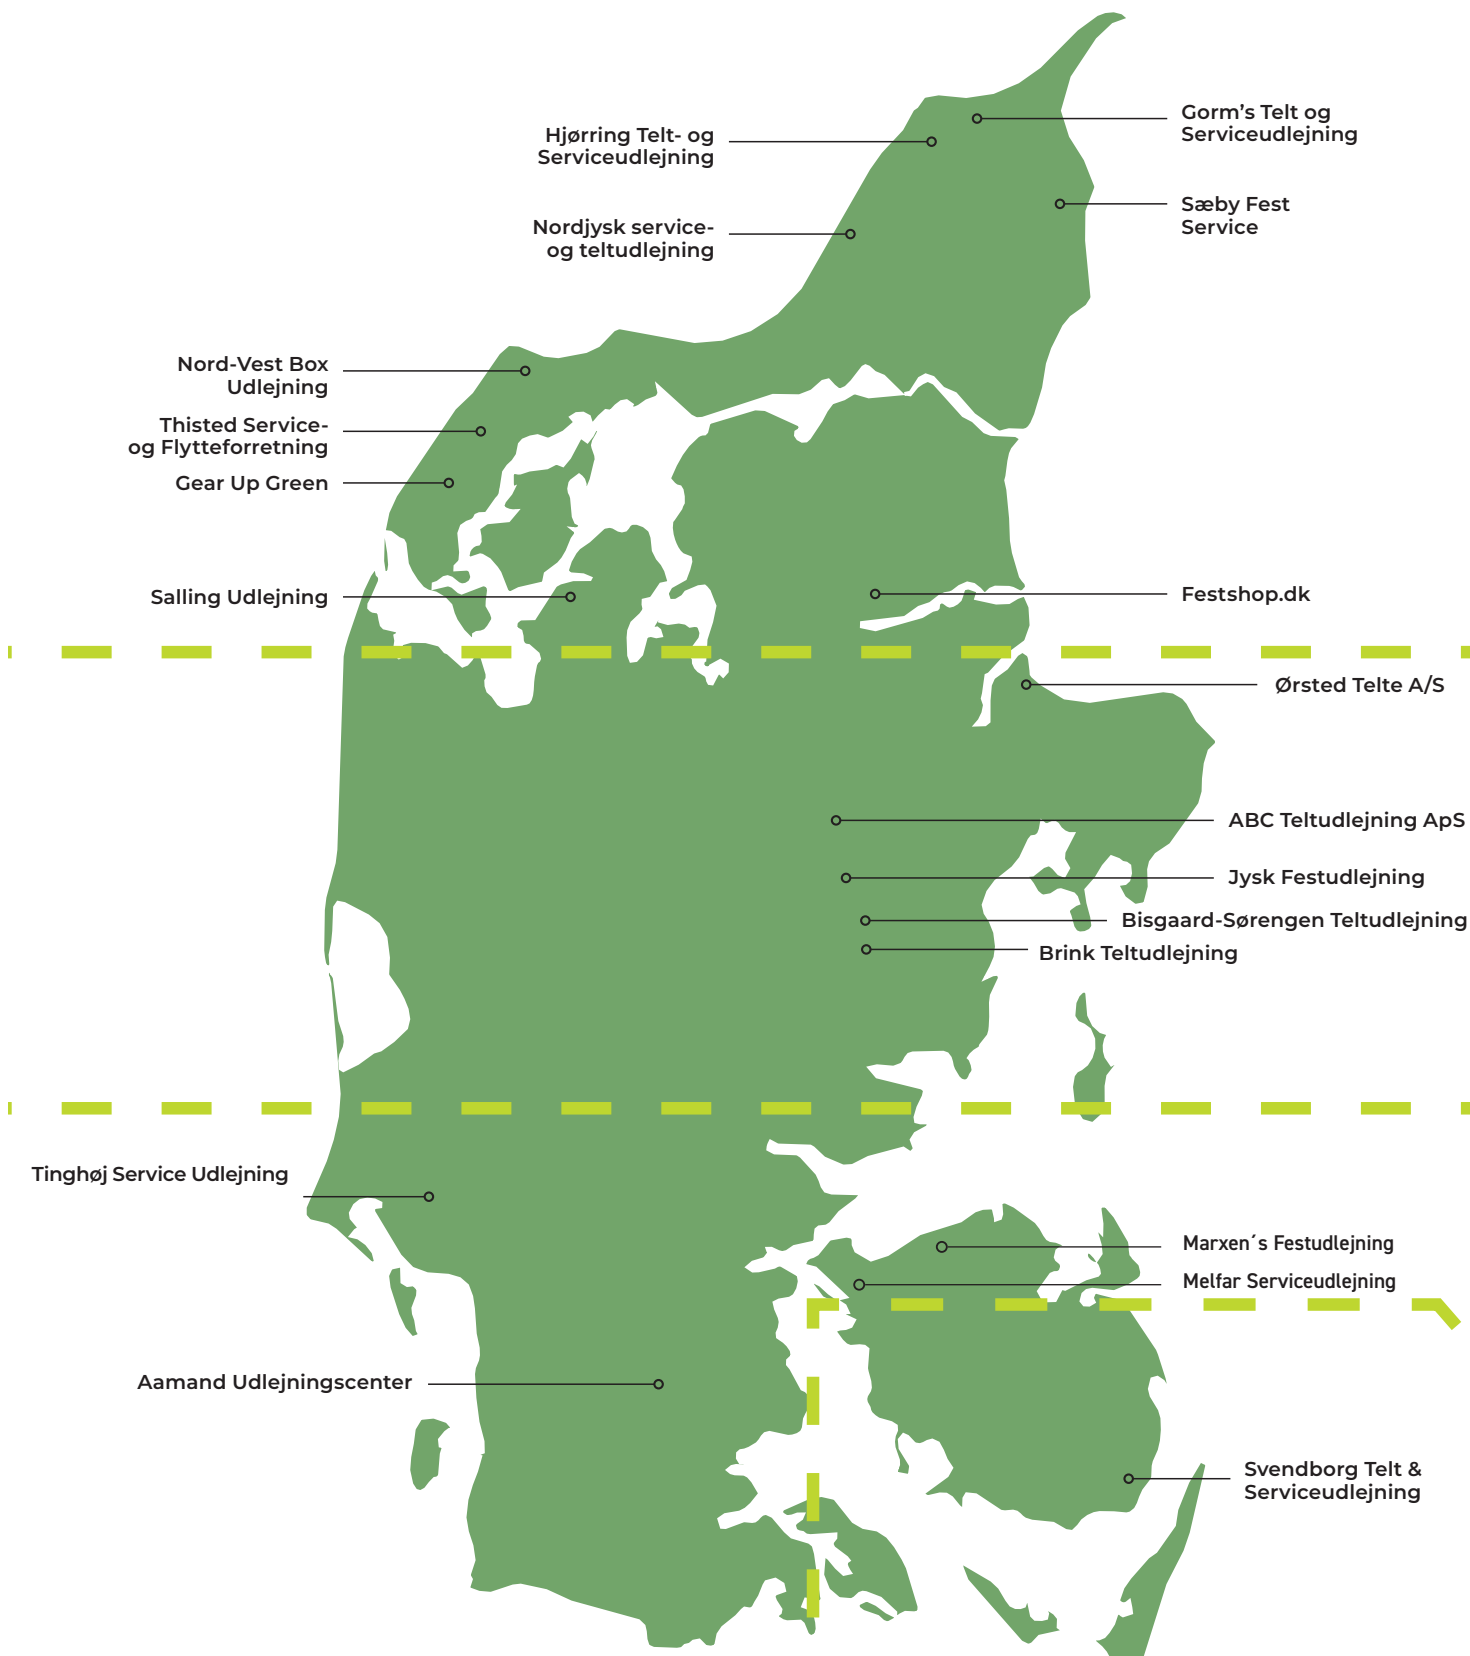 Gorm’s Telt og
Serviceudlejning
Hjørring Telt- og
Serviceudlejning
Sæby Fest
Service
Nordjysk service-
og teltudlejning
Nord-Vest Box
Udlejning
Thisted Service-
og Flytteforretning
Gear Up Green
Salling Udlejning
Festshop.dk
Ørsted Telte A/S
ABC Teltudlejning ApS
Jysk Festudlejning
Bisgaard-Sørengen Teltudlejning
Brink Teltudlejning
Tinghøj Service Udlejning
Marxen´s Festudlejning
Melfar Serviceudlejning
Aamand Udlejningscenter
Svendborg Telt &
Serviceudlejning